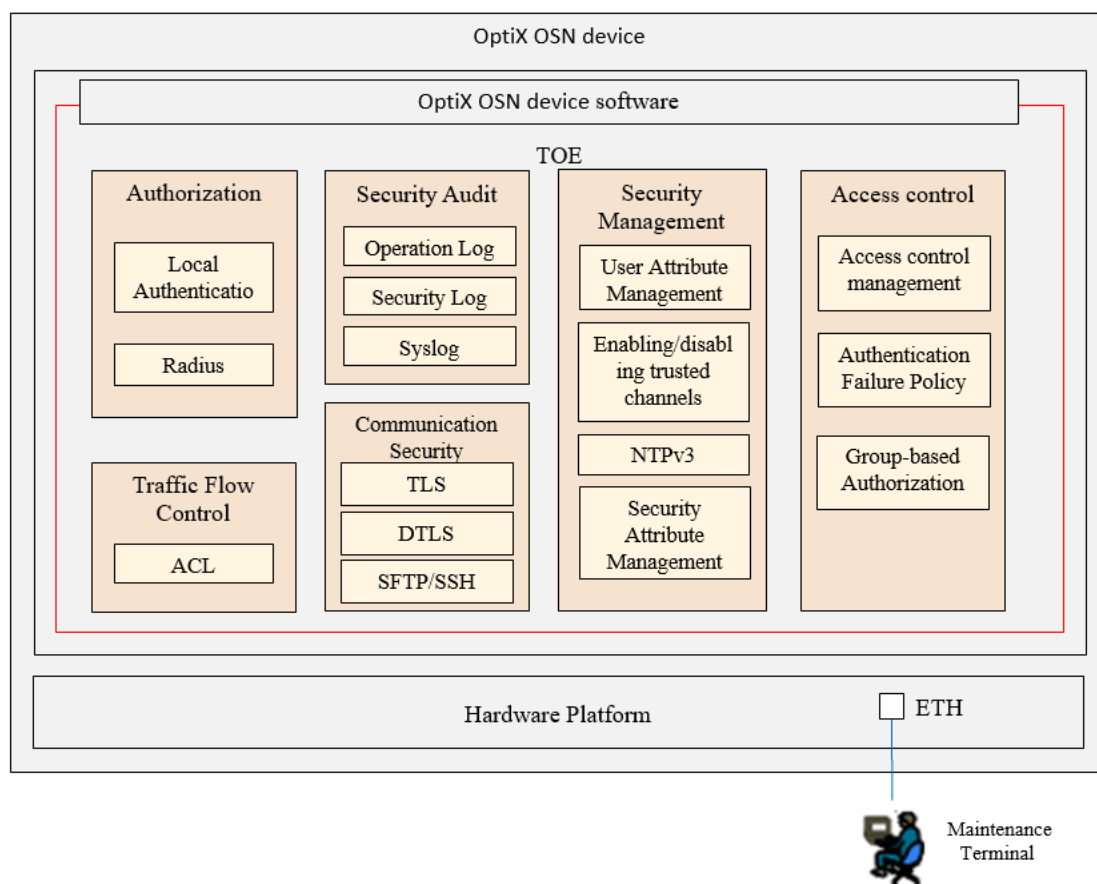 OptiX OSN device
OptiX OSN device software
TOE
Authorization
Local
Authenticatio
Radius
Traffic Flow
Control
ACL
Security Audit
Operation Log
Security Log
Syslog
Communication
Security
TLS
DTLS
SFTP/SSH
Security
Management
User Attribute
Management
Enabling/disabl
ing trusted
channels
NTPv3
Security
Attribute
Management
Access control
Access control
management
Authentication
Failure Policy
Group-based
Authorization
Hardware Platform
ETH
Maintenance
Terminal